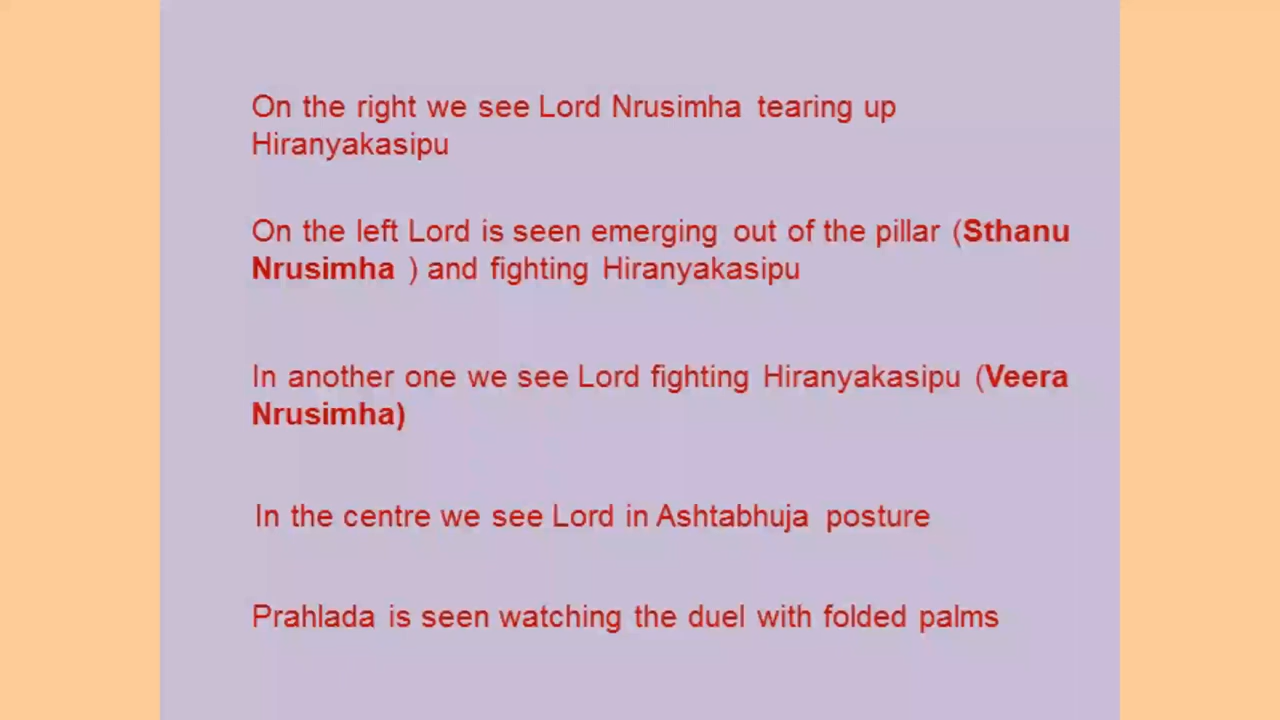 On the right we see Lord Nrusimha tearing up
Hiranyakasipu
On the left Lord is seen emerging out of the pillar (Sthanu
Nrusimha ) and fighting Hiranyakasipu
In another one we see Lord fighting Hiranyakasipu (Veera
Nrusimha)
In the centre we see Lord in Ashtabhuja posture
Prahlada is seen watching the duel with folded palms